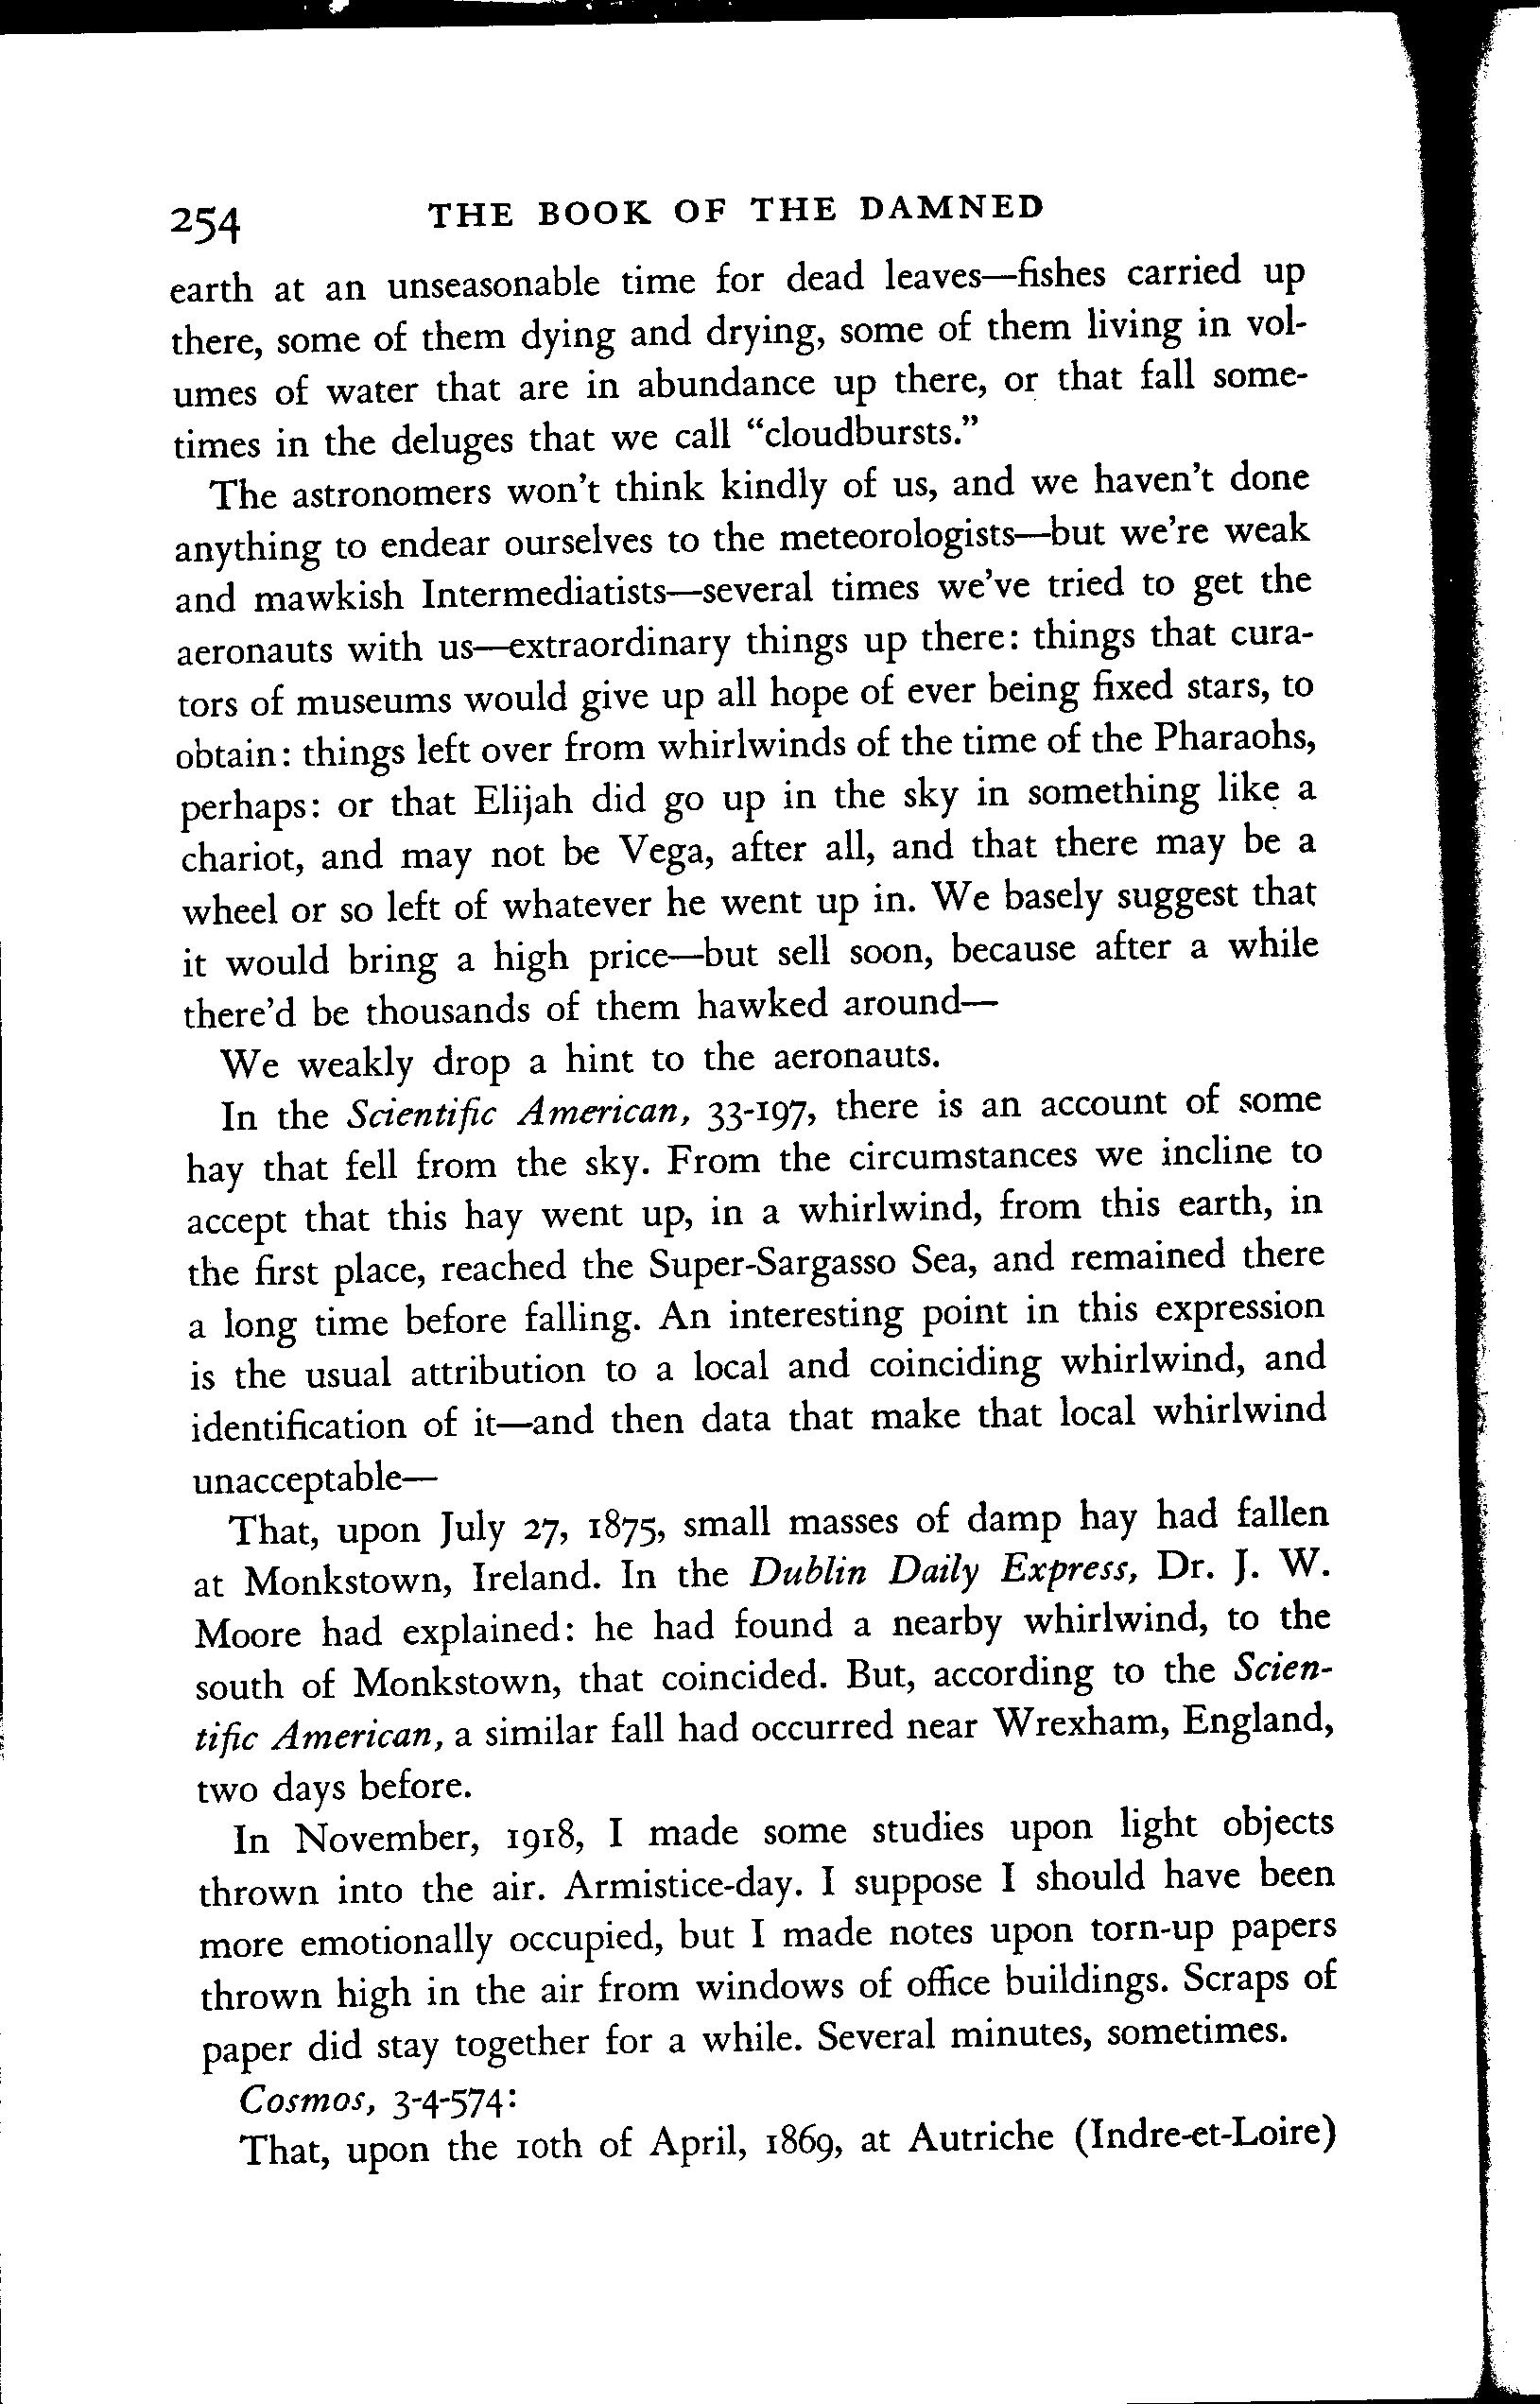 254 THE BOOK OF THE DAMNED
earth at an unseasonable time for dead leaves—fishes carried up
there, some of them dying and drying, some of them living in vol-
umes of water that are in abundance up there, or that fall some-
times in the deluges that we call “cloudbursts.”
The astronomers won't think kindly of us, and we haven't done
anything to endear ourselves to the meteorologists—but we're weak
and mawkish Intermediatists—several times we've tried to get the
aeronauts with us—extraordinary things up there: things that cura-
tors of museums would give up all hope of ever being fixed stars, to
obtain: things left over from whirlwinds of the time of the Pharaohs,
perhaps: or that Elijah did go up in the sky in something like a
chariot, and may not be Vega, after all, and that there may be a
wheel or so left of whatever he went up in. We basely suggest that
it would bring a high price—but sell soon, because after a while
there'd be thousands of them hawked around—
We weakly drop a hint to the aeronauts.
In the Scientific American, 33-197, there is an account of some
hay that fell from the sky. From the circumstances we incline to
accept that this hay went up, in a whirlwind, from this earth, in
the first place, reached the Super-Sargasso Sea, and remained there
a long time before falling. An interesting point in this expression
is the usual attribution to a local and coinciding whirlwind, and
identification of it—and then data that make that local whirlwind
unacceptable—
That, upon July 27, 1875, small masses of damp hay had fallen
at Monkstown, Ireland. In the Dublin Daily Express, Dr. J. W.
Moore had explained: he had found a nearby whirlwind, to the
south of Monkstown, that coincided. But, according to the Scien-
tific American, a similar fall had occurred near Wrexham, England,
two days before.
In November, 1918, I made some studies upon light objects
thrown into the air. Armistice-day. I suppose I should have been
more emotionally occupied, but I made notes upon torn-up papers
thrown high in the air from windows of office buildings. Scraps of
paper did stay together for a while. Several minutes, sometimes.
Cosmos, 3-4-574:
That, upon the 10th of April, 1869, at Autriche (Indre-et-Loire)